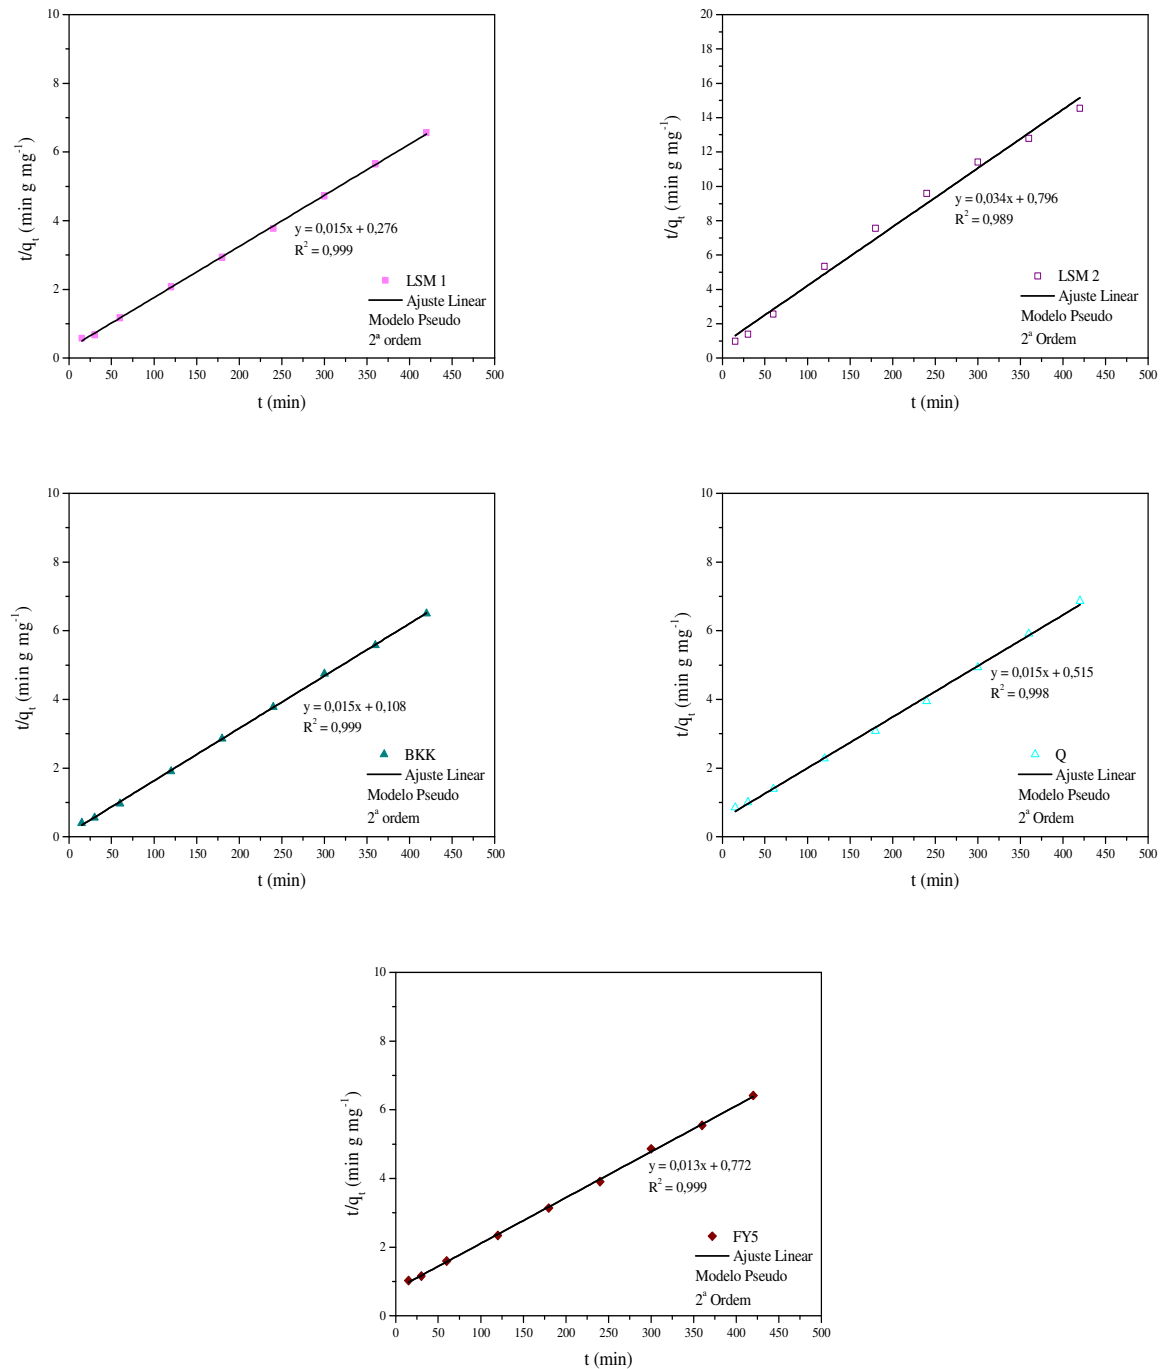 10
8
6
4
2
0
t/qt (min g mg-1)
y = 0,015x + 0,276
R2 = 0,999
LSM 1
Ajuste Linear
Modelo Pseudo
2ª ordem
0 50 100 150 200 250 300 350 400 450 500
t (min)
20
18
16
14
12
10
8
6
4
2
0
t/qt (min g mg-1)
y = 0,034x + 0,796
R2 = 0,989
LSM 2
Ajuste Linear
Modelo Pseudo
2ª Ordem
0 50 100 150 200 250 300 350 400 450 500
t (min)
10
8
6
4
2
0
t/qt (min g mg-1)
y = 0,015x + 0,108
R2 = 0,999
BKK
Ajuste Linear
Modelo Pseudo
2ª ordem
0 50 100 150 200 250 300 350 400 450 500
t (min)
10
8
6
4
2
0
t/qt (min g mg-1)
y = 0,015x + 0,515
R2 = 0,998
Q
Ajuste Linear
Modelo Pseudo
2ª Ordem
0 50 100 150 200 250 300 350 400 450 500
t (min)
10
8
6
4
2
0
t/qt (min g mg-1)
y = 0,013x + 0,772
R2 = 0,999
FY5
Ajuste Linear
Modelo Pseudo
2ª Ordem
0 50 100 150 200 250 300 350 400 450 500
t (min)